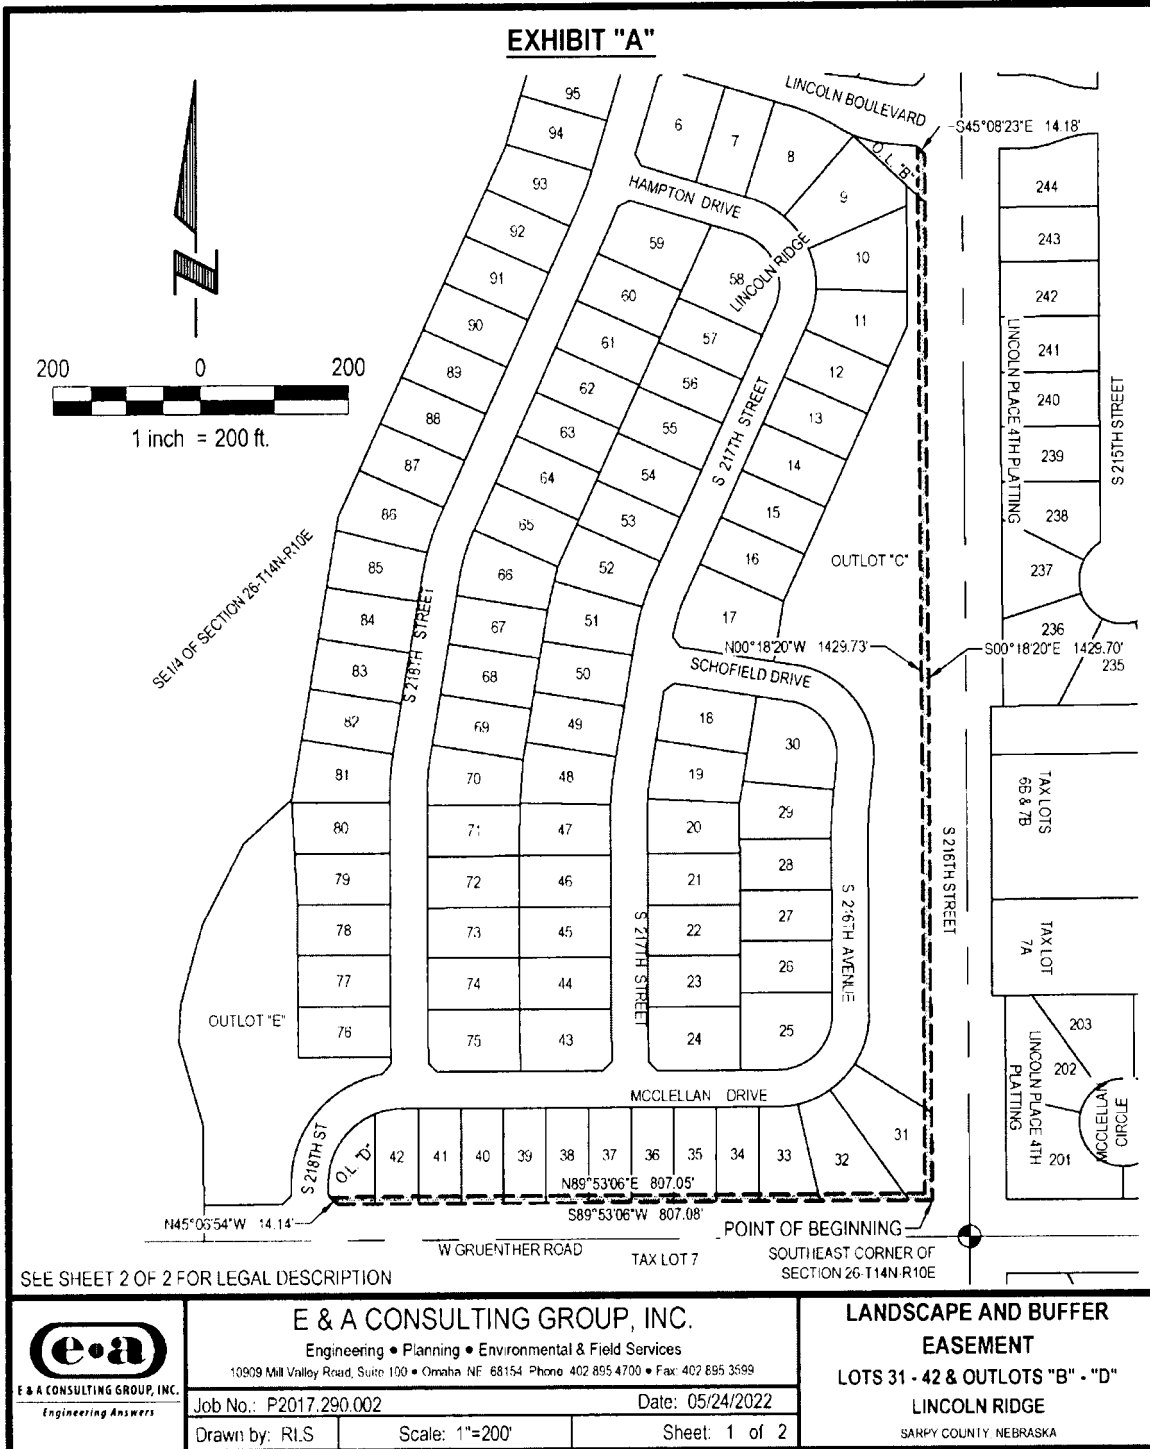 EXHIBIT "A"
LINCOLN BOULEVARD
S45°08'23"E 14.18'
O.L. "B"
95
94
93
92
91
90
89
88
87
86
85
84
83
82
81
80
79
78
77
76
6
7
8
9
10
11
12
13
14
15
16
17
HAMPTON DRIVE
LINCOLN RIDGE
59
58
60
57
61
56
62
55
63
54
64
53
65
52
66
51
67
50
68
49
69
48
70
47
71
46
72
45
73
44
74
43
75
200 0 200
1 inch = 200 ft.
SE1/4 OF SECTION 26-T14N-R10E
S 218TH STREET
S 217TH STREET
OUTLOT "C"
N00°18'20"W 1429.73'
S00°18'20"E 1429.70'
SCHOFIELD DRIVE
18
30
19
29
20
28
21
27
22
26
23
25
24
S 217TH STREET
S 216TH AVENUE
S 216TH STREET
244
243
242
241
240
239
238
237
236
235
LINCOLN PLACE 4TH PLATTING
S 215TH STREET
TAX LOTS
6B & 7B
TAX LOT
7A
LINCOLN PLACE 4TH
PLATTING
203
202
201
MCCLELLAN
CIRCLE
OUTLOT "E"
MCCLELLAN DRIVE
S 218TH ST
O.L. "D"
42
41
40
39
38
37
36
35
34
33
32
31
N89°53'06"E 807.05'
S89°53'06"W 807.08'
N45°06'54"W 14.14'
POINT OF BEGINNING
W GRUENTHER ROAD
TAX LOT 7
SOUTHEAST CORNER OF
SECTION 26-T14N-R10E
SEE SHEET 2 OF 2 FOR LEGAL DESCRIPTION
e•a
E & A CONSULTING GROUP, INC.
Engineering Answers
E & A CONSULTING GROUP, INC.
Engineering • Planning • Environmental & Field Services
10909 Mill Valley Road, Suite 100 • Omaha NE 68154 Phone 402 895 4700 • Fax: 402 895 3599
Job No.: P2017.290.002 Date: 05/24/2022
Drawn by: RLS Scale: 1"=200' Sheet: 1 of 2
LANDSCAPE AND BUFFER
EASEMENT
LOTS 31 - 42 & OUTLOTS "B" - "D"
LINCOLN RIDGE
SARPY COUNTY, NEBRASKA